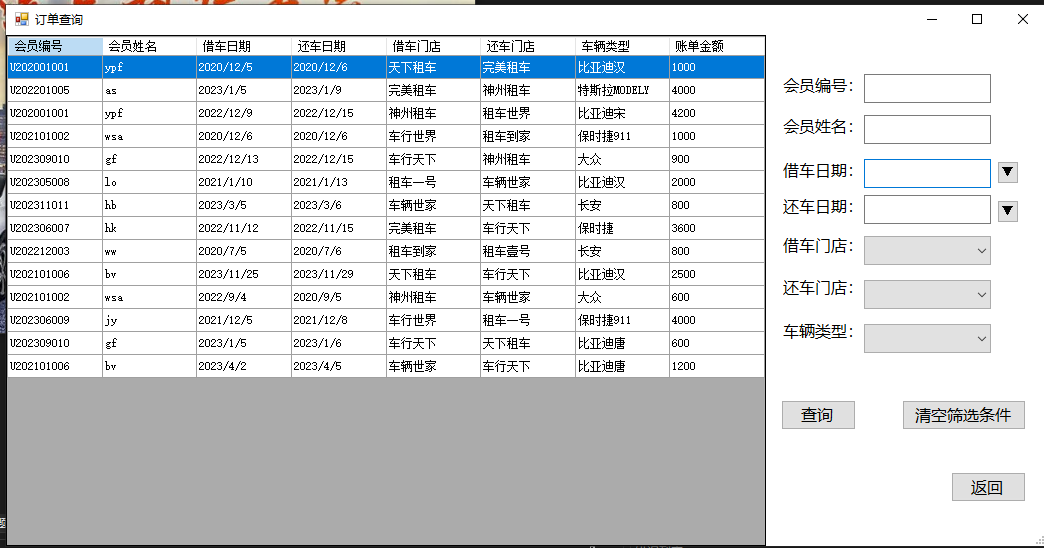 订单查询
会员编号 会员姓名 借车日期 还车日期 借车门店 还车门店 车辆类型 账单金额
U202001001 ypf 2020/12/5 2020/12/6 天下租车 完美租车 比亚迪汉 1000
U202201005 as 2023/1/5 2023/1/9 完美租车 神州租车 特斯拉MODELY 4000
U202001001 ypf 2022/12/9 2022/12/15 神州租车 租车世界 比亚迪宋 4200
U202101002 wsa 2020/12/6 2020/12/6 车行世界 租车到家 保时捷911 1000
U202309010 gf 2022/12/13 2022/12/15 车行天下 神州租车 大众 900
U202305008 lo 2021/1/10 2021/1/13 租车一号 车辆世家 比亚迪汉 2000
U202311011 hb 2023/3/5 2023/3/6 车辆世家 天下租车 长安 800
U202306007 hk 2022/11/12 2022/11/15 完美租车 车行天下 保时捷 3600
U202212003 ww 2020/7/5 2020/7/6 租车到家 租车壹号 长安 800
U202101006 bv 2023/11/25 2023/11/29 天下租车 车行天下 比亚迪汉 2500
U202101002 wsa 2022/9/4 2020/9/5 神州租车 车辆世家 大众 600
U202306009 jy 2021/12/5 2021/12/8 车行世界 租车一号 保时捷911 4000
U202309010 gf 2023/1/5 2023/1/6 车行天下 天下租车 比亚迪唐 600
U202101006 bv 2023/4/2 2023/4/5 车辆世家 车行天下 比亚迪唐 1200
会员编号：
会员姓名：
借车日期： ▼
还车日期： ▼
借车门店：
还车门店：
车辆类型：
查询 清空筛选条件
返回